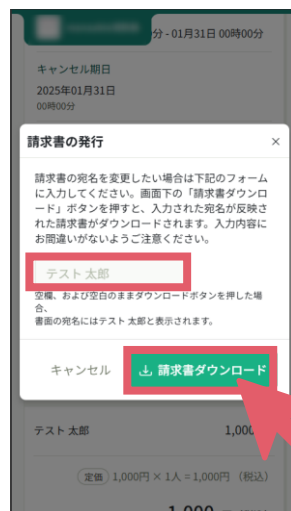 分 - 01月31日 00時00分
キャンセル期日
2025年01月31日
00時00分
請求書の発行
×
請求書の宛名を変更したい場合は下記のフォーム
に入力してください。画面下の「請求書ダウンロ
ード」ボタンを押すと、入力された宛名が反映さ
れた請求書がダウンロードされます。入力内容に
お間違いがないようご注意ください。
テスト 太郎
空欄、および空白のままダウンロードボタンを押した場
合、
書面の宛名にはテスト 太郎と表示されます。
キャンセル
請求書ダウンロード
テスト 太郎 1,00
定価 1,000円 × 1人 = 1,000円 (税込)
1,000